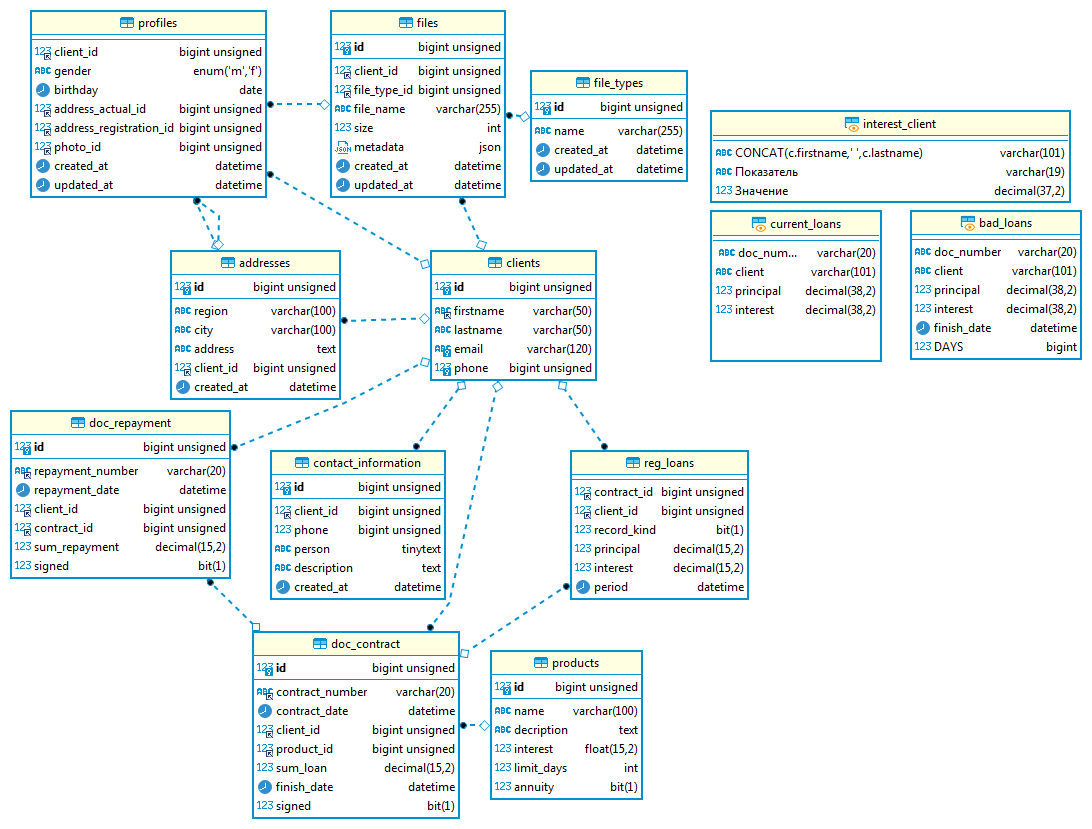 profiles
client_id bigint unsigned
gender enum('m','f')
birthday date
address_actual_id bigint unsigned
address_registration_id bigint unsigned
photo_id bigint unsigned
created_at datetime
updated_at datetime
files
id bigint unsigned
client_id bigint unsigned
file_type_id bigint unsigned
file_name varchar(255)
size int
metadata json
created_at datetime
updated_at datetime
file_types
id bigint unsigned
name varchar(255)
created_at datetime
updated_at datetime
interest_client
CONCAT(c.firstname,' ',c.lastname) varchar(101)
Показатель varchar(19)
Значение decimal(37,2)
current_loans
doc_num... varchar(20)
client varchar(101)
principal decimal(38,2)
interest decimal(38,2)
bad_loans
doc_number varchar(20)
client varchar(101)
principal decimal(38,2)
interest decimal(38,2)
finish_date datetime
DAYS bigint
addresses
id bigint unsigned
region varchar(100)
city varchar(100)
address text
client_id bigint unsigned
created_at datetime
clients
id bigint unsigned
firstname varchar(50)
lastname varchar(50)
email varchar(120)
phone bigint unsigned
doc_repayment
id bigint unsigned
repayment_number varchar(20)
repayment_date datetime
client_id bigint unsigned
contract_id bigint unsigned
sum_repayment decimal(15,2)
signed bit(1)
contact_information
id bigint unsigned
client_id bigint unsigned
phone bigint unsigned
person tinytext
description text
created_at datetime
reg_loans
contract_id bigint unsigned
client_id bigint unsigned
record_kind bit(1)
principal decimal(15,2)
interest decimal(15,2)
period datetime
doc_contract
id bigint unsigned
contract_number varchar(20)
contract_date datetime
client_id bigint unsigned
product_id bigint unsigned
sum_loan decimal(15,2)
finish_date datetime
signed bit(1)
products
id bigint unsigned
name varchar(100)
decription text
interest float(15,2)
limit_days int
annuity bit(1)